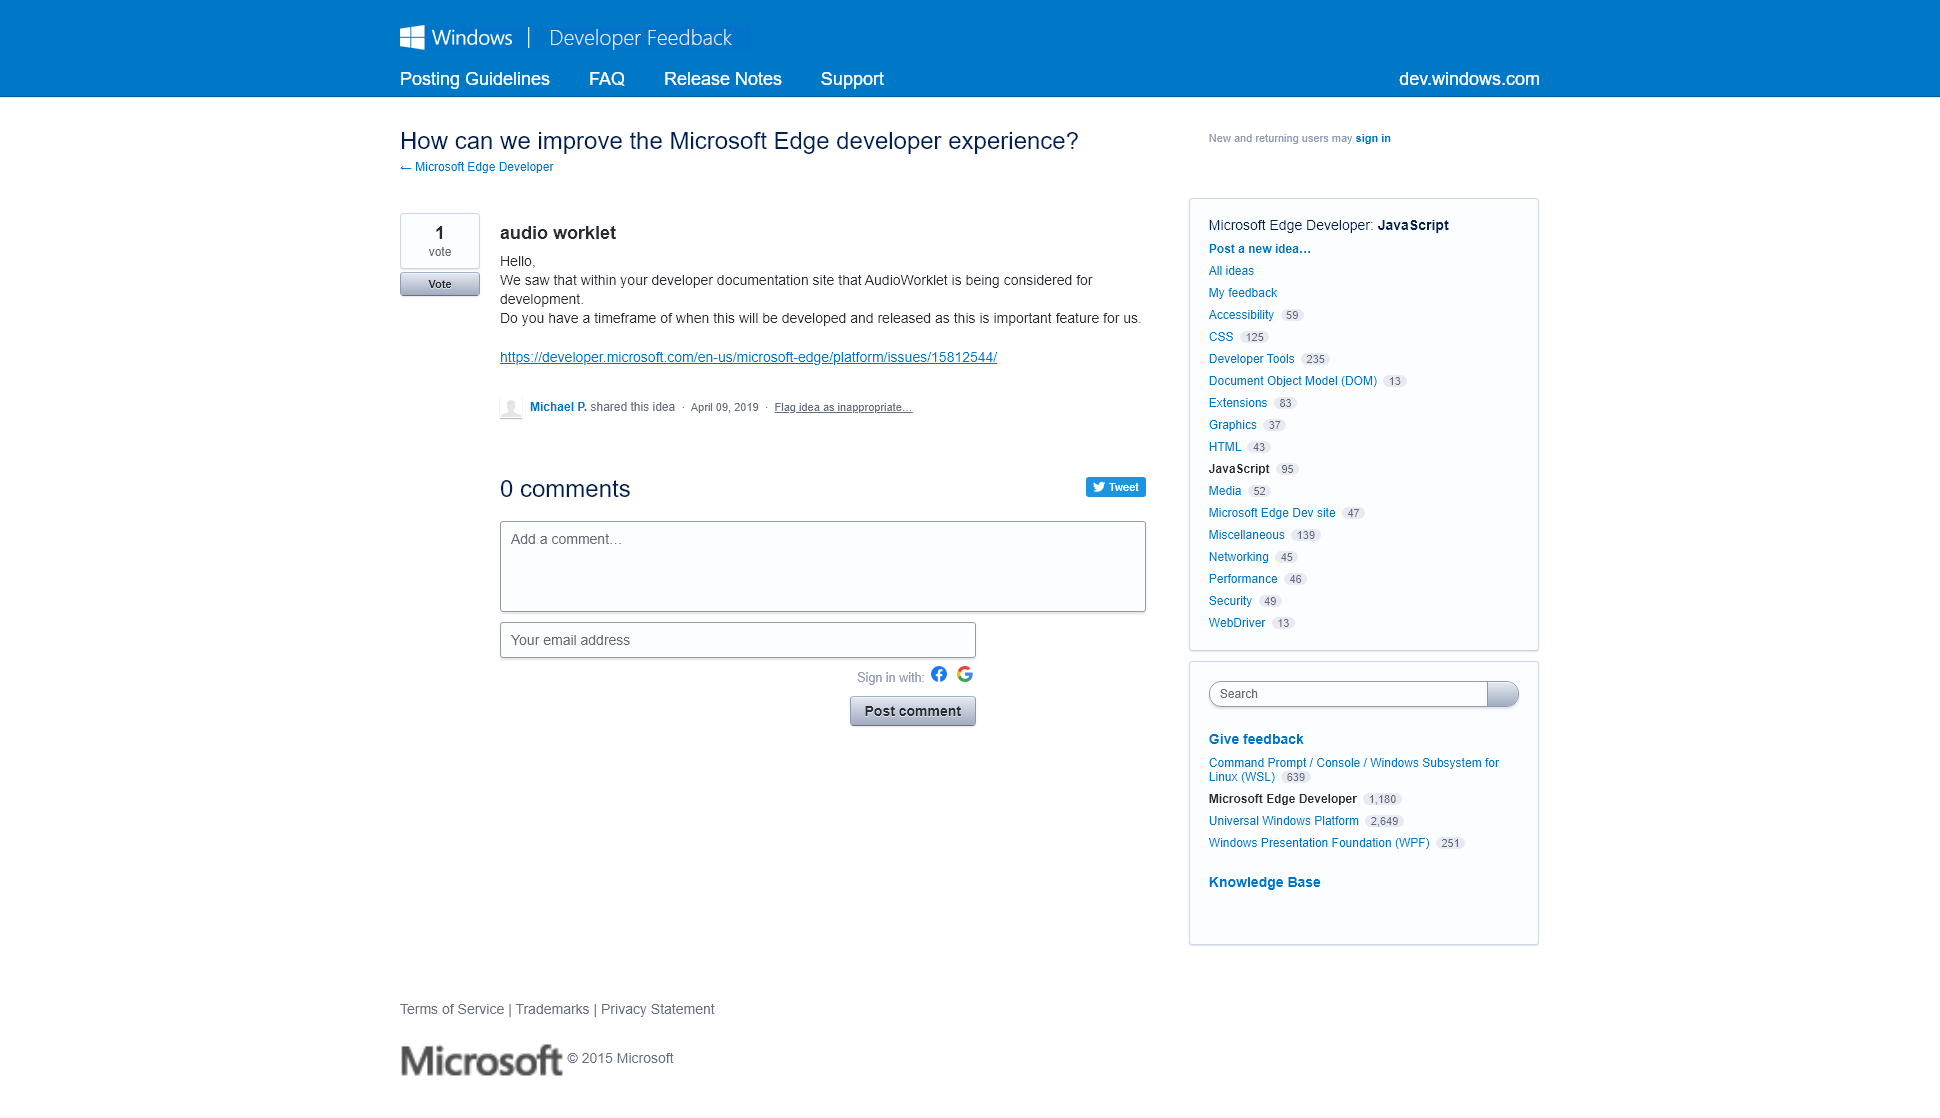 Windows | Developer Feedback
Posting Guidelines FAQ Release Notes Support dev.windows.com
How can we improve the Microsoft Edge developer experience?
← Microsoft Edge Developer
New and returning users may sign in
1
vote
Vote
audio worklet
Hello,
We saw that within your developer documentation site that AudioWorklet is being considered for
development.
Do you have a timeframe of when this will be developed and released as this is important feature for us.
https://developer.microsoft.com/en-us/microsoft-edge/platform/issues/15812544/
Michael P. shared this idea · April 09, 2019 · Flag idea as inappropriate…
0 comments
Tweet
Add a comment…
Your email address
Sign in with:
Post comment
Microsoft Edge Developer: JavaScript
Post a new idea…
All ideas
My feedback
Accessibility 59
CSS 125
Developer Tools 235
Document Object Model (DOM) 13
Extensions 83
Graphics 37
HTML 43
JavaScript 95
Media 52
Microsoft Edge Dev site 47
Miscellaneous 139
Networking 45
Performance 46
Security 49
WebDriver 13
Search
Give feedback
Command Prompt / Console / Windows Subsystem for
Linux (WSL) 639
Microsoft Edge Developer 1,180
Universal Windows Platform 2,649
Windows Presentation Foundation (WPF) 251
Knowledge Base
Terms of Service | Trademarks | Privacy Statement
Microsoft © 2015 Microsoft